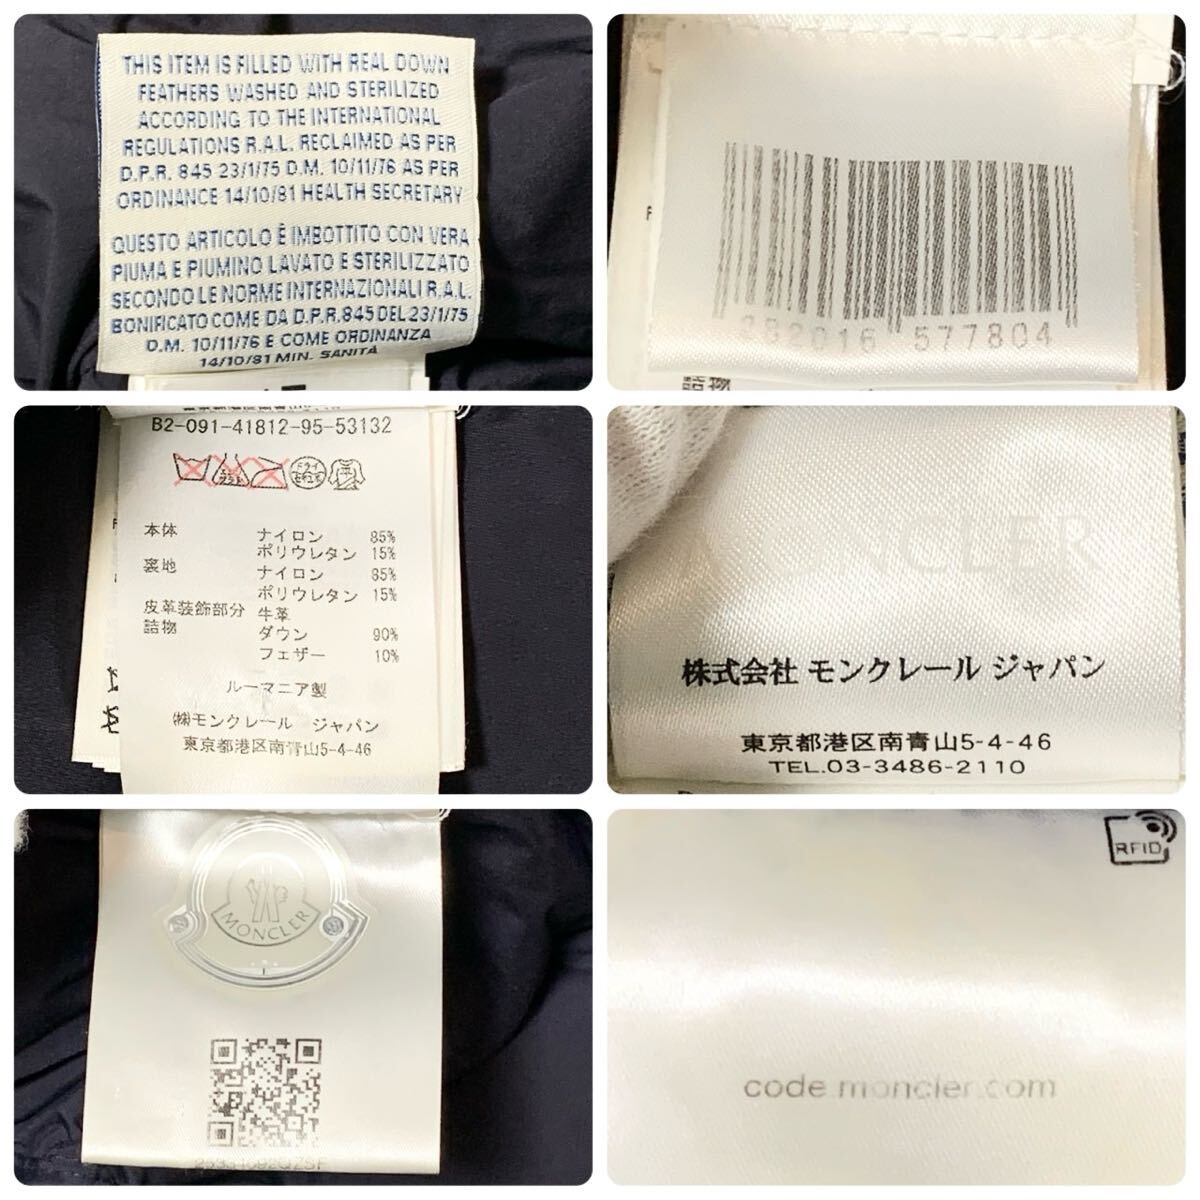 THIS ITEM IS FILLED WITH REAL DOWN
FEATHERS WASHED AND STERILIZED
ACCORDING TO THE INTERNATIONAL
REGULATIONS R.A.L. RECLAIMED AS PER
D.P.R. 845 23/1/75 D.M. 10/11/76 AS PER
ORDINANCE 14/10/81 HEALTH SECRETARY
QUESTO ARTICOLO È IMBOTTITO CON VERA
PIUMA E PIUMINO LAVATO E STERILIZZATO
SECONDO LE NORME INTERNAZIONALI R.A.L.
BONIFICATO COME DA D.P.R. 845 DEL 23/1/75
D.M. 10/11/76 E COME ORDINANZA
14/10/81 MIN. SANITÀ
282016 577804
詰物
B2-091-41812-95-53132
本体 ナイロン 85%
ポリウレタン 15%
裏地 ナイロン 85%
ポリウレタン 15%
皮革装飾部分 牛革
詰物 ダウン 90%
フェザー 10%
ルーマニア製
㈱モンクレール ジャパン
東京都港区南青山5-4-46
NCLER
株式会社 モンクレール ジャパン
東京都港区南青山5-4-46
TEL.03-3486-2110
MONCLER
RFID
code.moncler.com